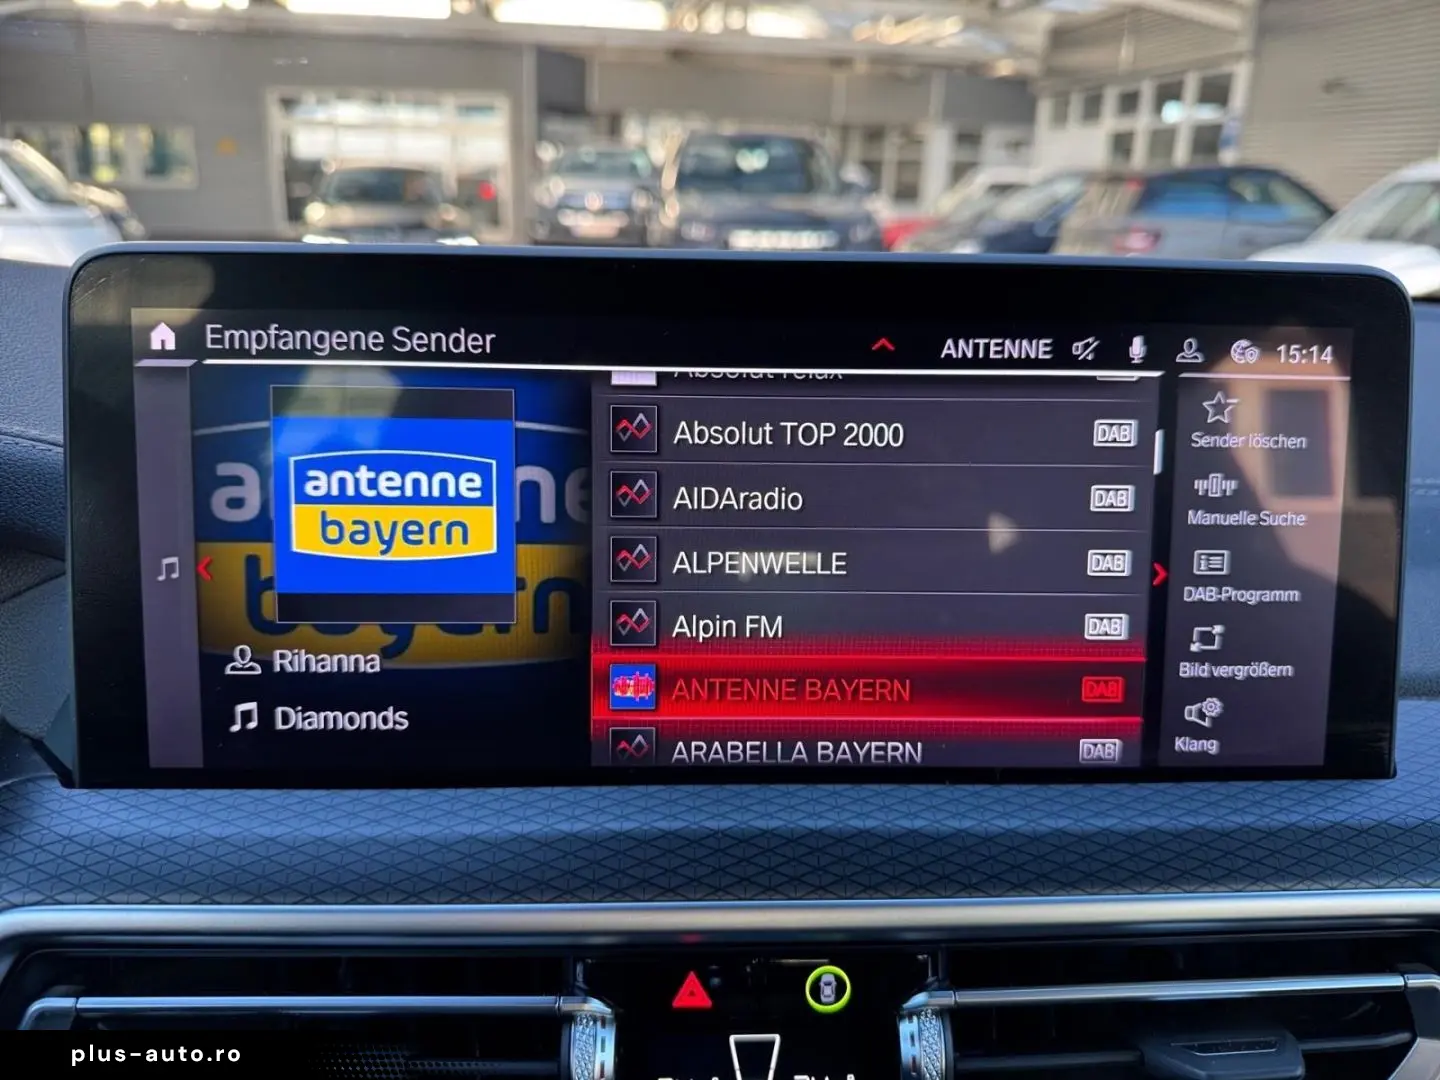 Empfangene Sender
ANTENNE
15:14
antenne
bayern
Rihanna
Diamonds
Absolut relax
Absolut TOP 2000 DAB
AIDAradio DAB
ALPENWELLE DAB
Alpin FM DAB
ANTENNE BAYERN DAB
ARABELLA BAYERN DAB
Sender löschen
Manuelle Suche
DAB-Programm
Bild vergrößern
Klang
plus-auto.ro